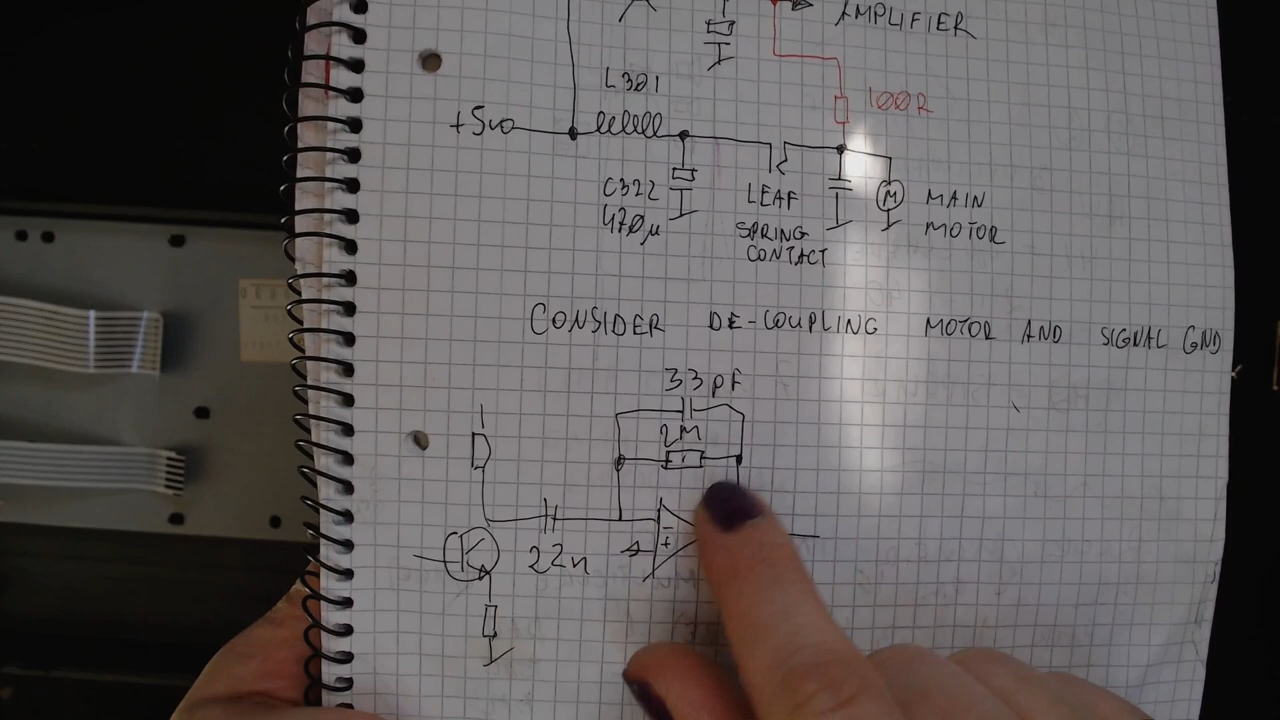 AMPLIFIER
L301
100R
+5V
C322
470µ
LEAF
SPRING
CONTACT
M
MAIN
MOTOR
CONSIDER DE-COUPLING MOTOR AND SIGNAL GND
33pF
2M
-
+
22n